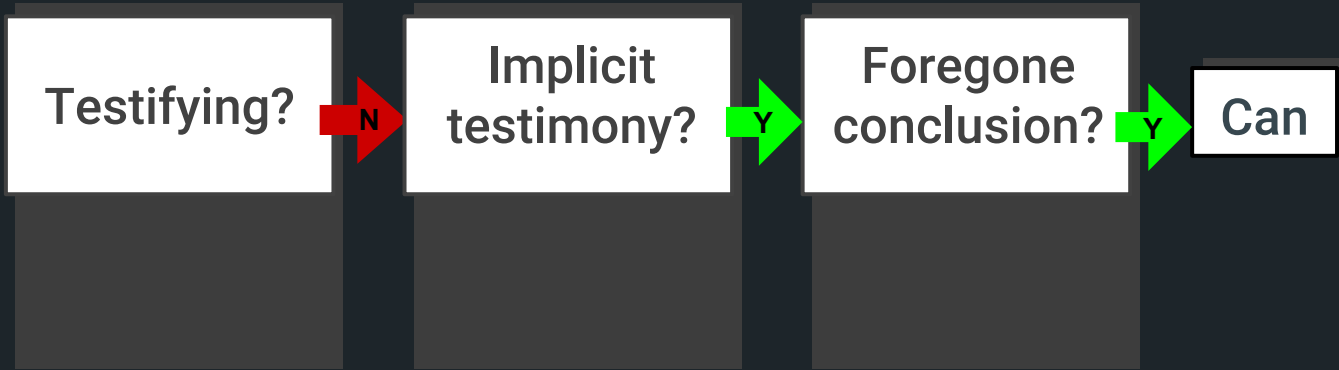 Testifying?
N
Implicit
testimony?
Y
Foregone
conclusion?
Y
Can